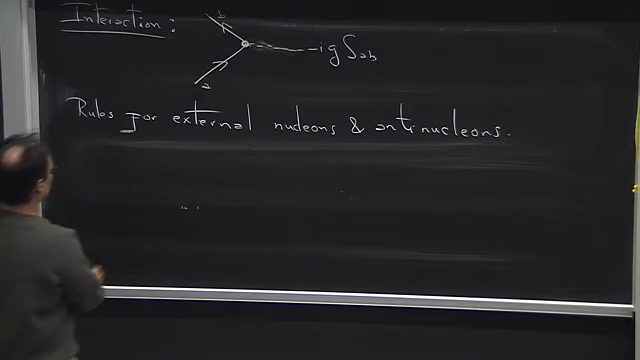 Interaction :
b
-ig δab
a
Rules for external nucleons & antinucleons.